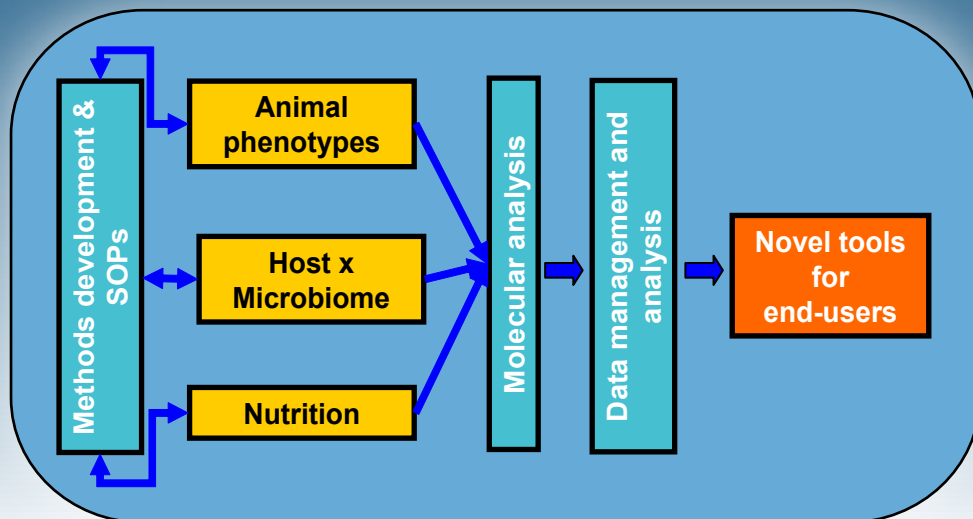 Methods development &
SOPs
Animal
phenotypes
Host x
Microbiome
Nutrition
Molecular analysis
Data management and
analysis
Novel tools
for
end-users